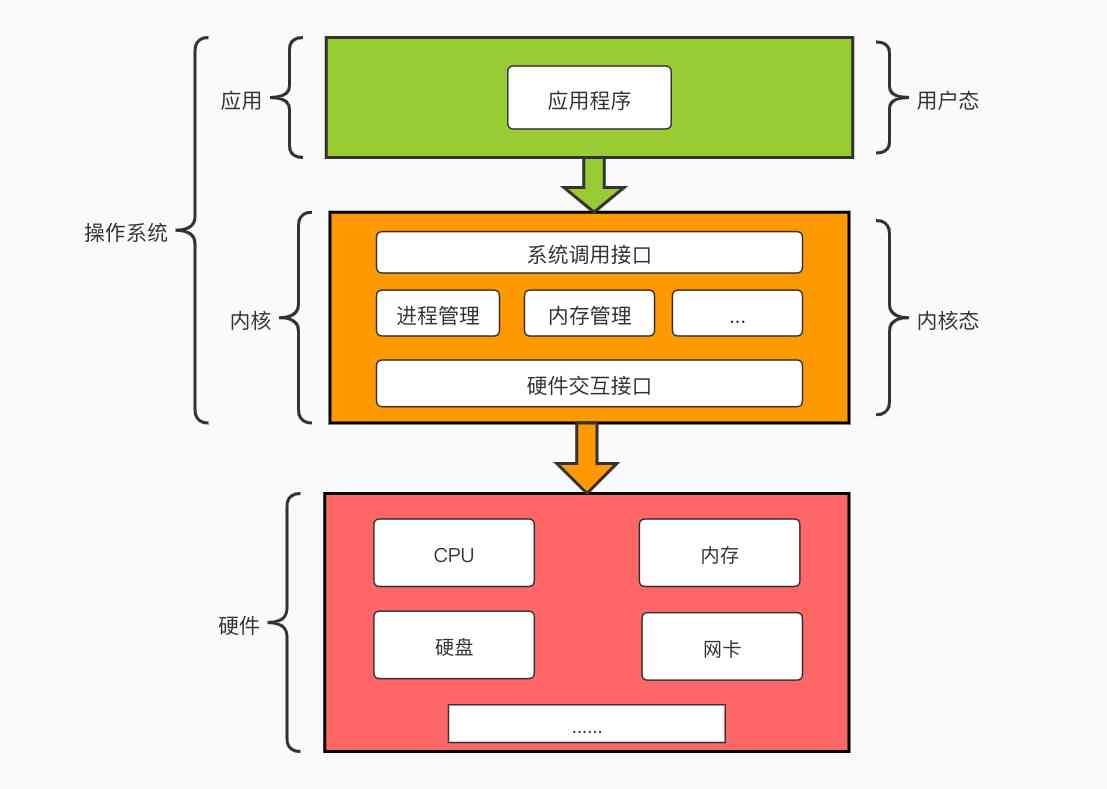 应用
应用程序
用户态
操作系统
系统调用接口
内核
进程管理
内存管理
...
内核态
硬件交互接口
CPU
内存
硬件
硬盘
网卡
......